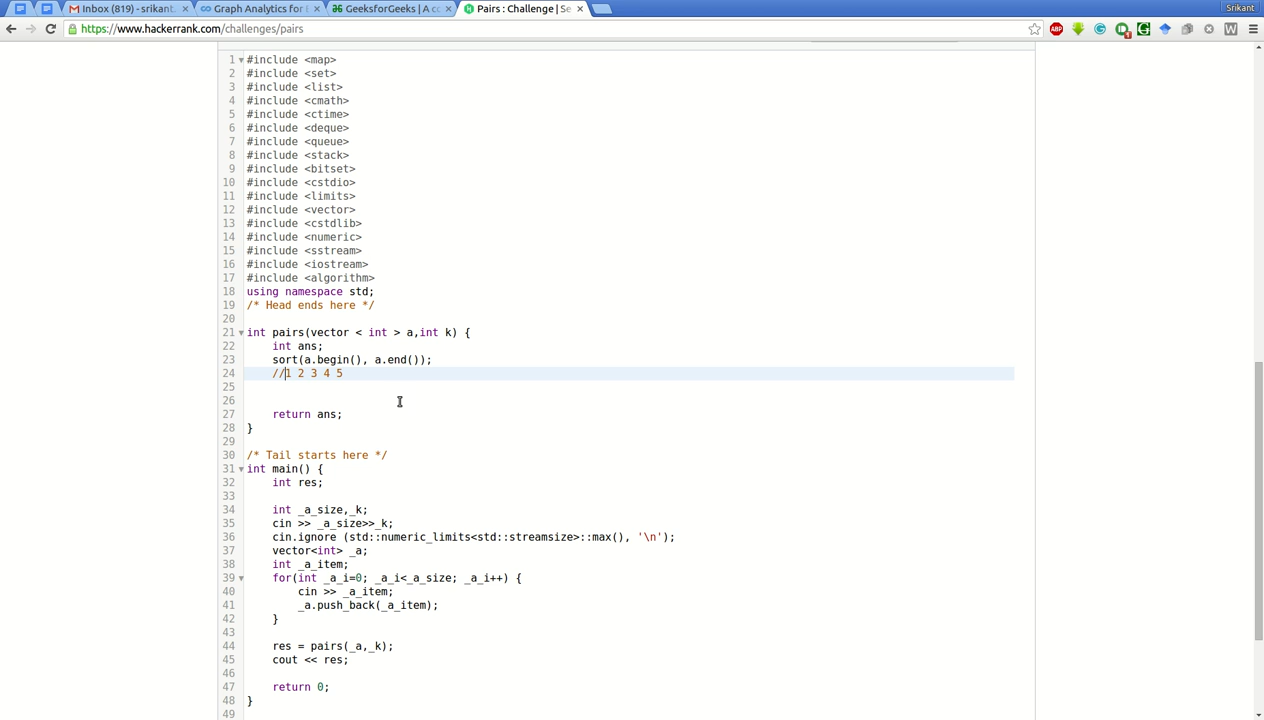 Inbox (819) - srikant.
Graph Analytics for B
GeeksforGeeks | A co
Pairs : Challenge | Se
Srikant
https://www.hackerrank.com/challenges/pairs
1 #include <map>
2 #include <set>
3 #include <list>
4 #include <cmath>
5 #include <ctime>
6 #include <deque>
7 #include <queue>
8 #include <stack>
9 #include <bitset>
10 #include <cstdio>
11 #include <limits>
12 #include <vector>
13 #include <cstdlib>
14 #include <numeric>
15 #include <sstream>
16 #include <iostream>
17 #include <algorithm>
18 using namespace std;
19 /* Head ends here */
20
21 int pairs(vector < int > a,int k) {
22 int ans;
23 sort(a.begin(), a.end());
24 //1 2 3 4 5
25
26
27 return ans;
28 }
29
30 /* Tail starts here */
31 int main() {
32 int res;
33
34 int _a_size,_k;
35 cin >> _a_size>>_k;
36 cin.ignore (std::numeric_limits<std::streamsize>::max(), '\n');
37 vector<int> _a;
38 int _a_item;
39 for(int _a_i=0; _a_i<_a_size; _a_i++) {
40 cin >> _a_item;
41 _a.push_back(_a_item);
42 }
43
44 res = pairs(_a,_k);
45 cout << res;
46
47 return 0;
48 }
49